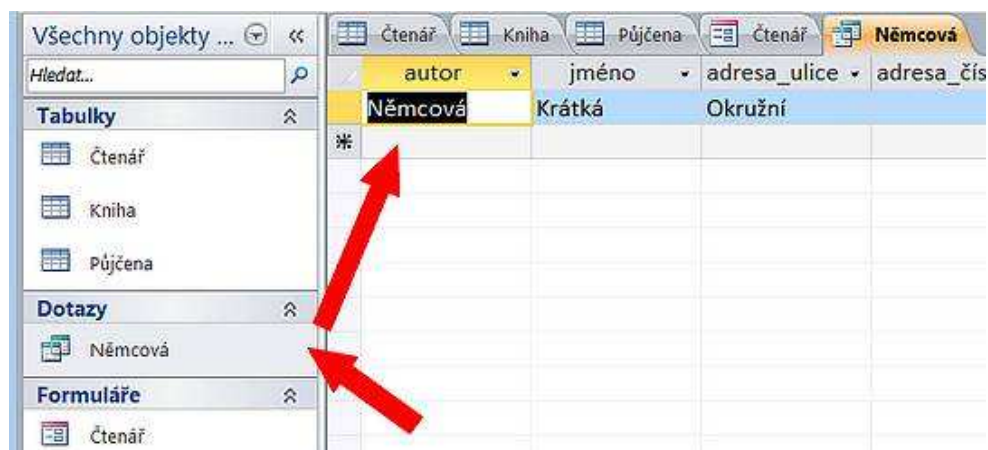 Všechny objekty ...
Hledat...
Tabulky
Čtenář
Kniha
Půjčena
Dotazy
Němcová
Formuláře
Čtenář
Čtenář Kniha Půjčena Čtenář Němcová
autor jméno adresa_ulice adresa_čís
Němcová Krátká Okružní